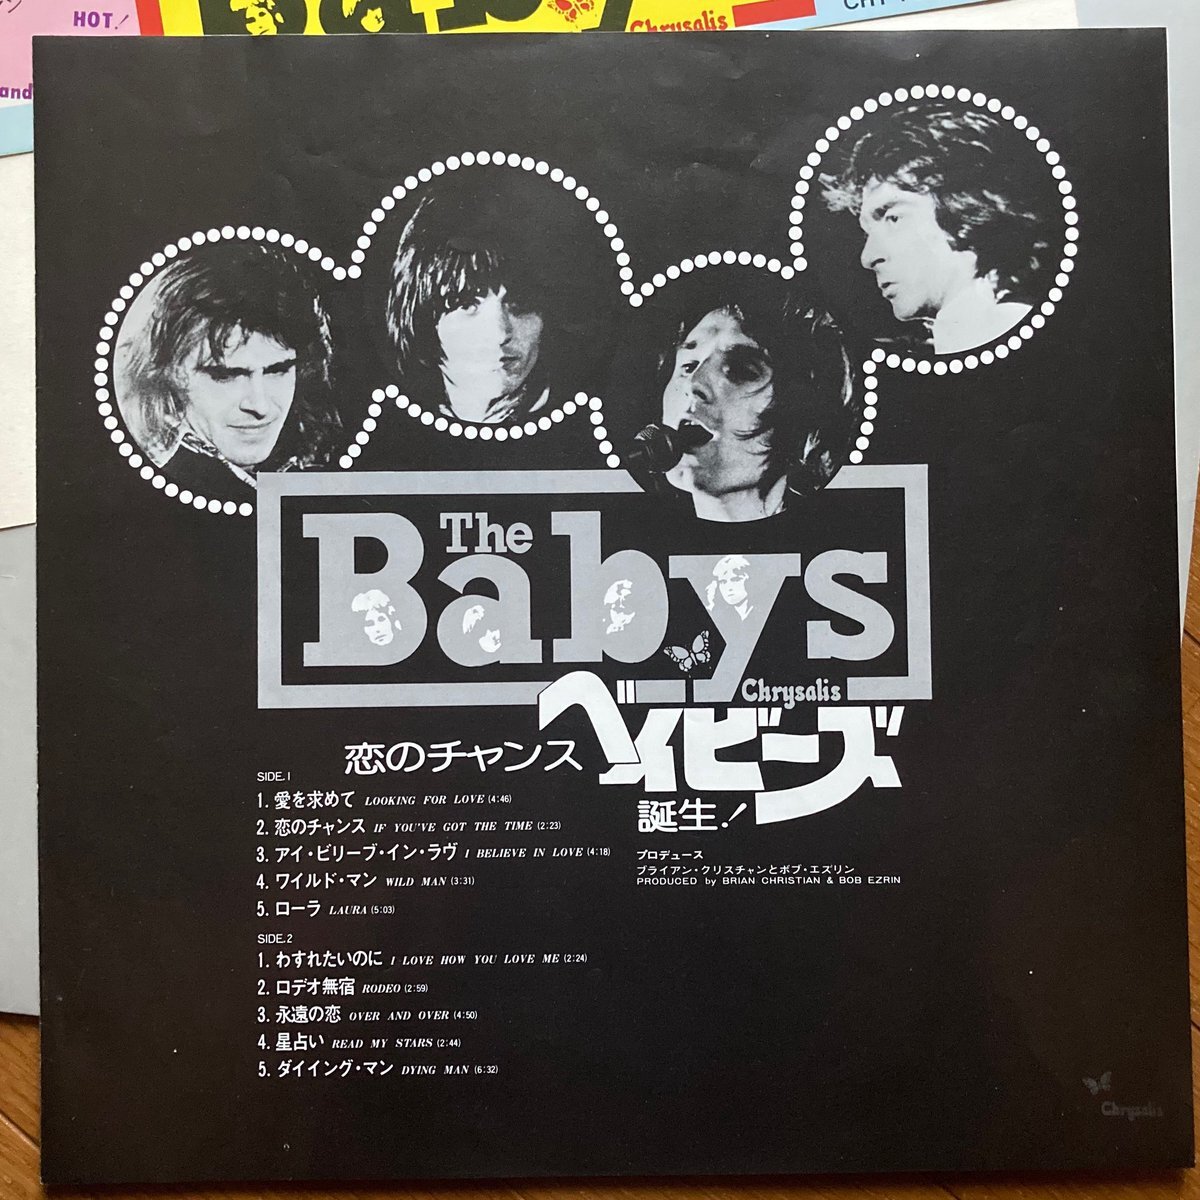 HOT!
and
Chrysalis
The
Babys
Chrysalis
恋のチャンス
ベイビーズ
誕生!
SIDE.1
1. 愛を求めて LOOKING FOR LOVE (4:46)
2. 恋のチャンス IF YOU'VE GOT THE TIME (2:23)
3. アイ・ビリーブ・イン・ラヴ I BELIEVE IN LOVE (4:18)
4. ワイルド・マン WILD MAN (3:31)
5. ローラ LAURA (5:03)
プロデュース
ブライアン・クリスチャンとボブ・エズリン
PRODUCED by BRIAN CHRISTIAN & BOB EZRIN
SIDE.2
1. わすれたいのに I LOVE HOW YOU LOVE ME (2:24)
2. ロデオ無宿 RODEO (2:59)
3. 永遠の恋 OVER AND OVER (4:50)
4. 星占い READ MY STARS (2:44)
5. ダイイング・マン DYING MAN (6:32)
Chrysalis